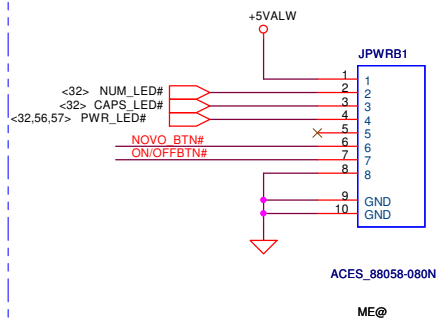 +5VALW
JPWRB1
1 1
<32> NUM_LED# 2 2
<32> CAPS_LED# 3 3
<32,56,57> PWR_LED# 4 4
5 5
NOVO_BTN# 6 6
ON/OFFBTN# 7 7
8 8
9 GND
10 GND
ACES_88058-080N
ME@